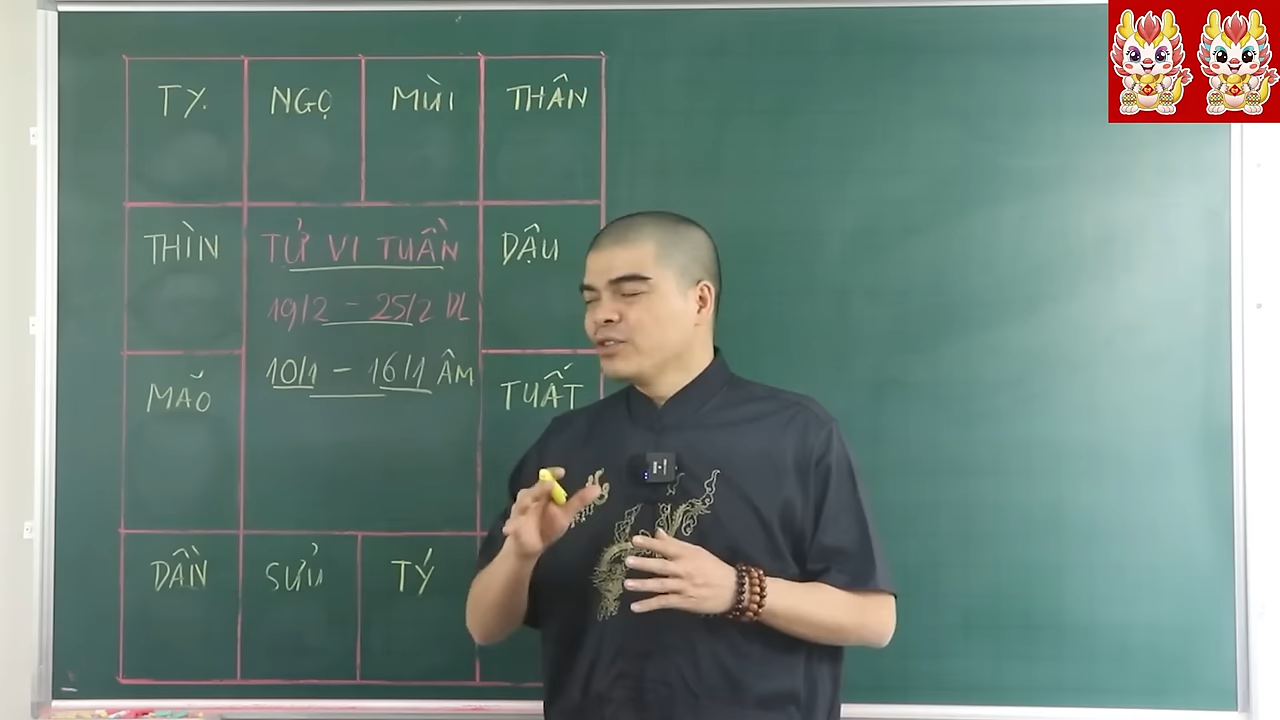 TỴ.
NGỌ
MÙI
THÂN
THÌN
TỬ VI TUẦN
DẬU
19/2 - 25/2 DL
10/1 - 16/1 ÂM
MÃO
TUẤT
DẦN
SỬU
TÝ